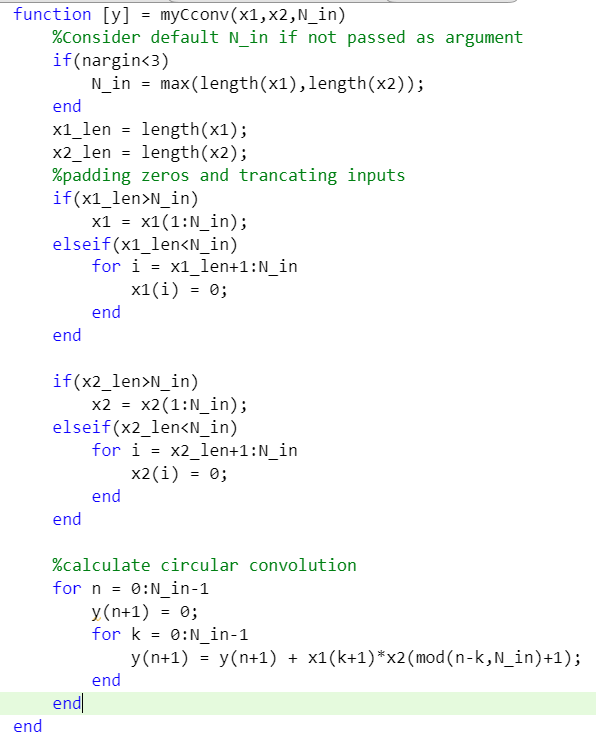 function [y] = myCconv(x1,x2,N_in)
%Consider default N_in if not passed as argument
if(nargin<3)
N_in = max(length(x1),length(x2));
end
x1_len = length(x1);
x2_len = length(x2);
%padding zeros and trancating inputs
if(x1_len>N_in)
x1 = x1(1:N_in);
elseif(x1_len<N_in)
for i = x1_len+1:N_in
x1(i) = 0;
end
end
if(x2_len>N_in)
x2 = x2(1:N_in);
elseif(x2_len<N_in)
for i = x2_len+1:N_in
x2(i) = 0;
end
end
%calculate circular convolution
for n = 0:N_in-1
y(n+1) = 0;
for k = 0:N_in-1
y(n+1) = y(n+1) + x1(k+1)*x2(mod(n-k,N_in)+1);
end
end
end